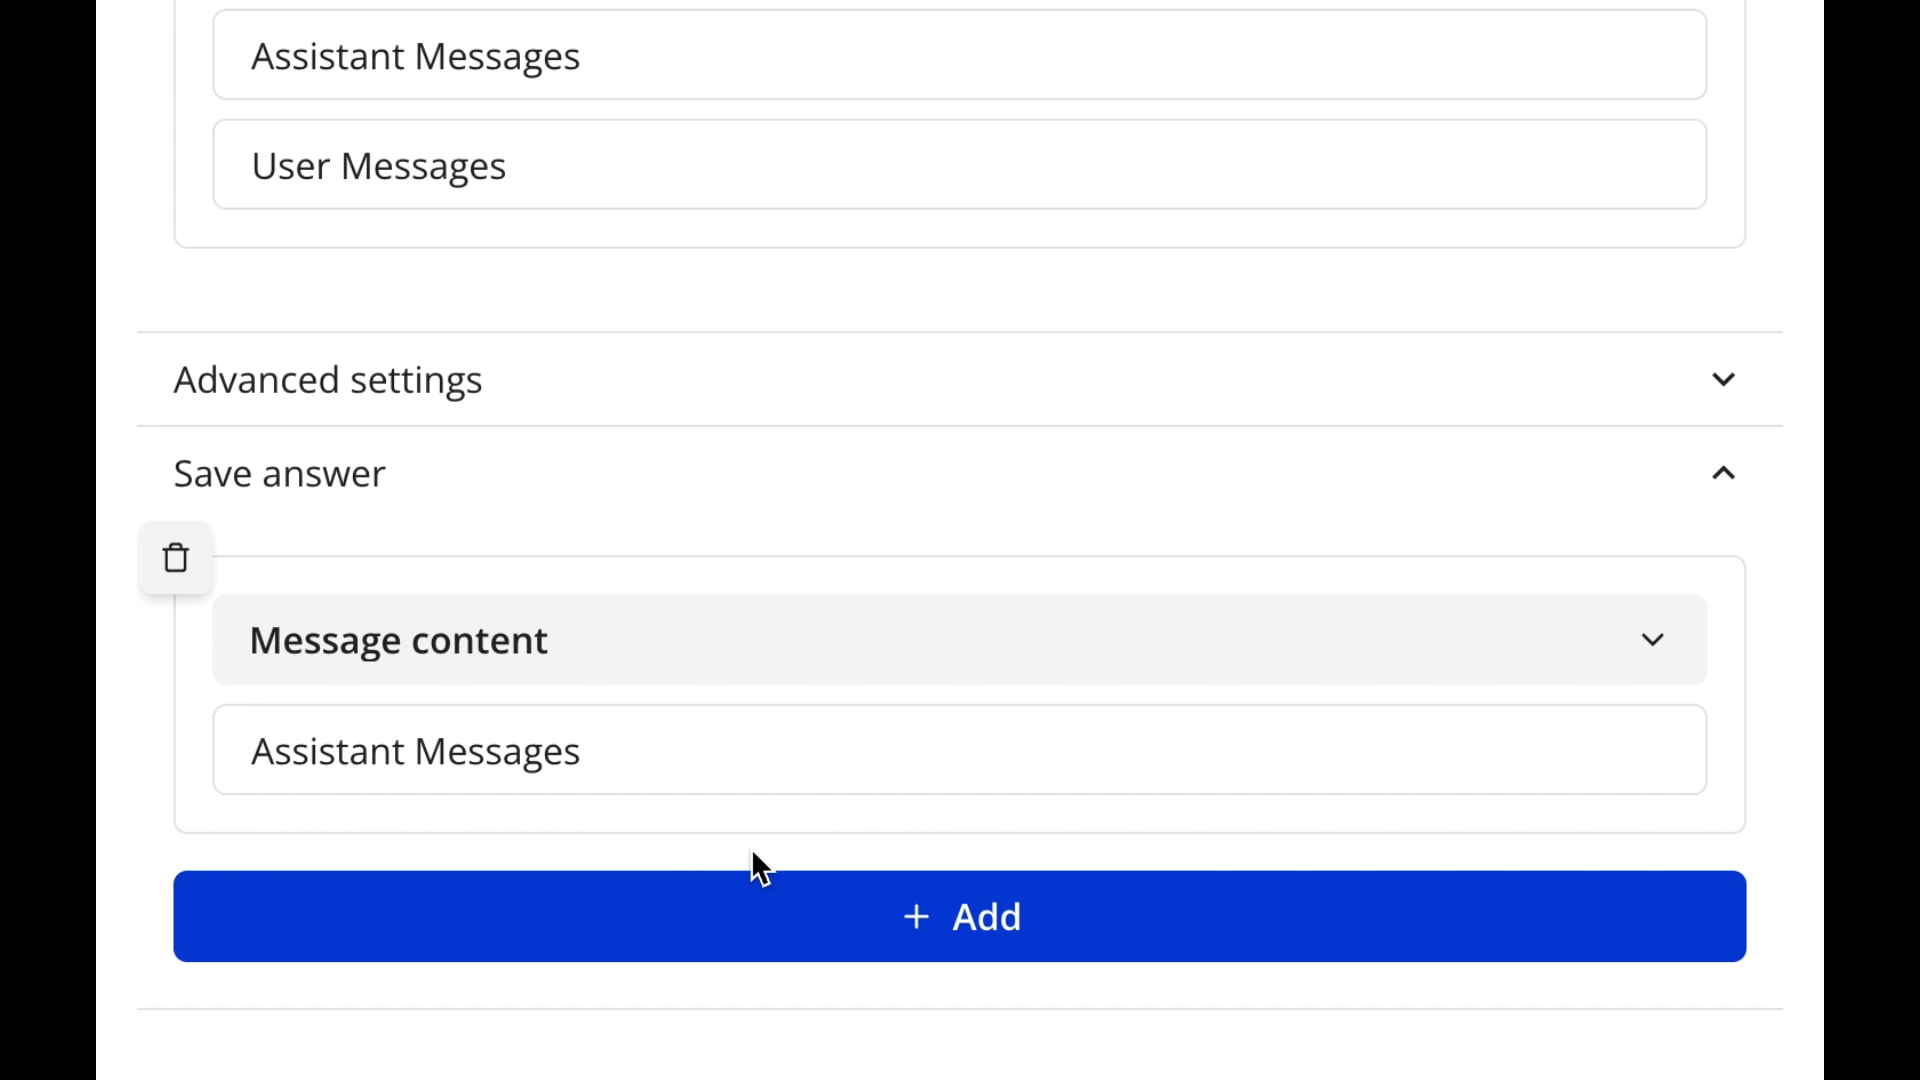 Assistant Messages
User Messages
Advanced settings
Save answer
Message content
Assistant Messages
+ Add